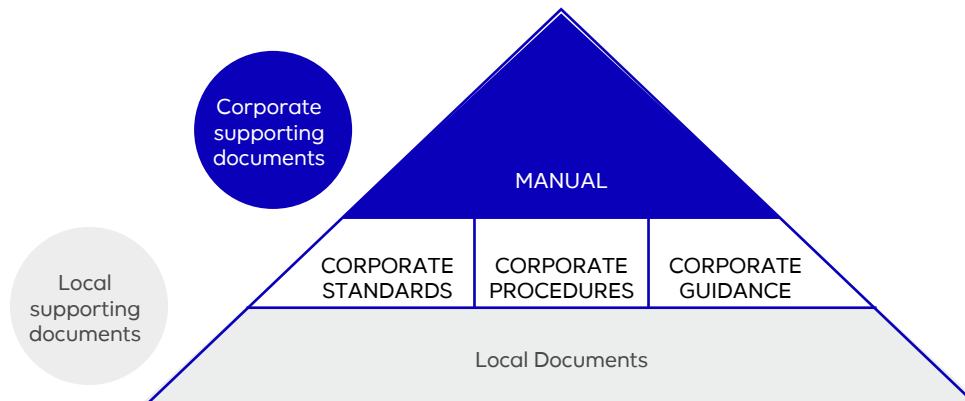 Corporate
supporting
documents
MANUAL
CORPORATE
STANDARDS
CORPORATE
PROCEDURES
CORPORATE
GUIDANCE
Local
supporting
documents
Local Documents